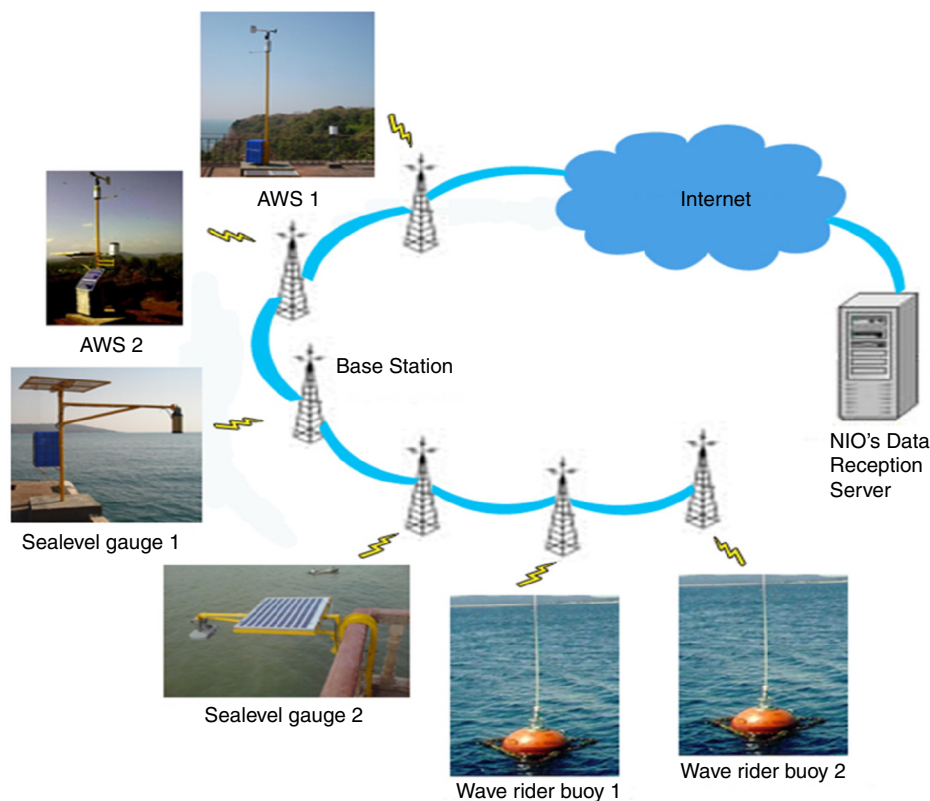 AWS 1
Internet
AWS 2
Base Station
NIO's Data
Reception
Server
Sealevel gauge 1
Sealevel gauge 2
Wave rider buoy 1
Wave rider buoy 2